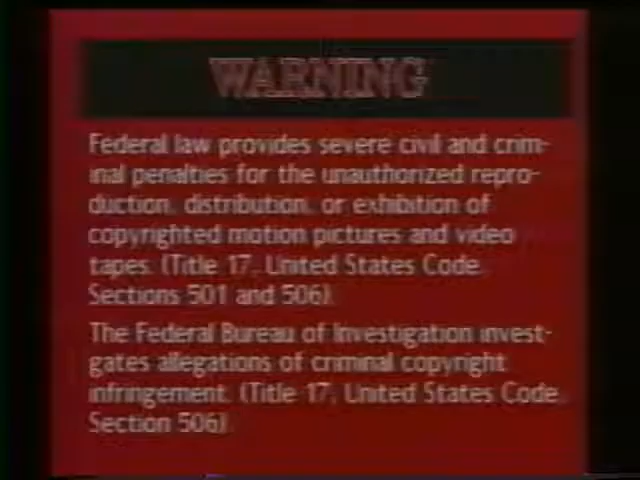 WARNING
Federal law provides severe civil and crim-
inal penalties for the unauthorized repro-
duction, distribution, or exhibition of
copyrighted motion pictures and video
tapes. (Title 17, United States Code,
Sections 501 and 506).
The Federal Bureau of Investigation invest-
gates allegations of criminal copyright
infringement. (Title 17, United States Code,
Section 506).